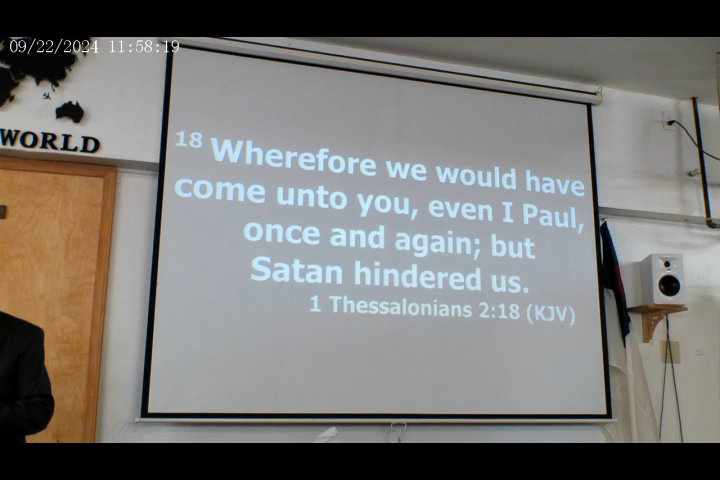 09/22/2024 11:58:19
WORLD
18 Wherefore we would have
come unto you, even I Paul,
once and again; but
Satan hindered us.
1 Thessalonians 2:18 (KJV)